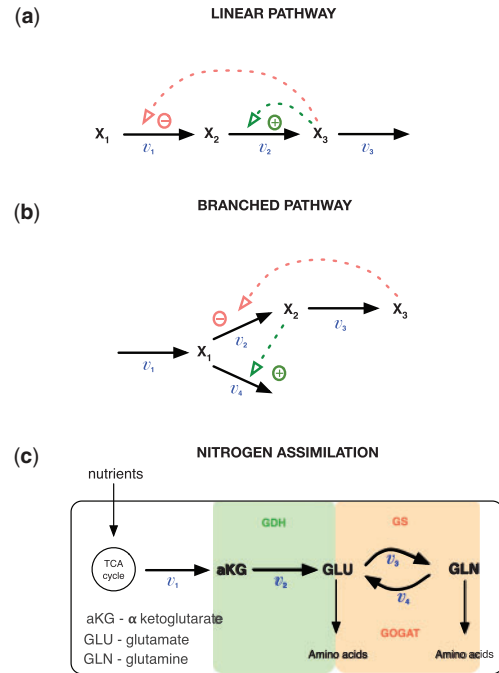 (a) LINEAR PATHWAY
⊖ ⊕
X1 X2 X3
v1 v2 v3
(b) BRANCHED PATHWAY
⊖ X2 X3
v3
v2
X1
v1 ⊕
v4
(c) NITROGEN ASSIMILATION
nutrients
GDH GS
TCA
cycle
v3
aKG GLU GLN
v1 v2 v4
aKG - α ketoglutarate
GLU - glutamate
GOGAT
GLN - glutamine
Amino acids Amino acids